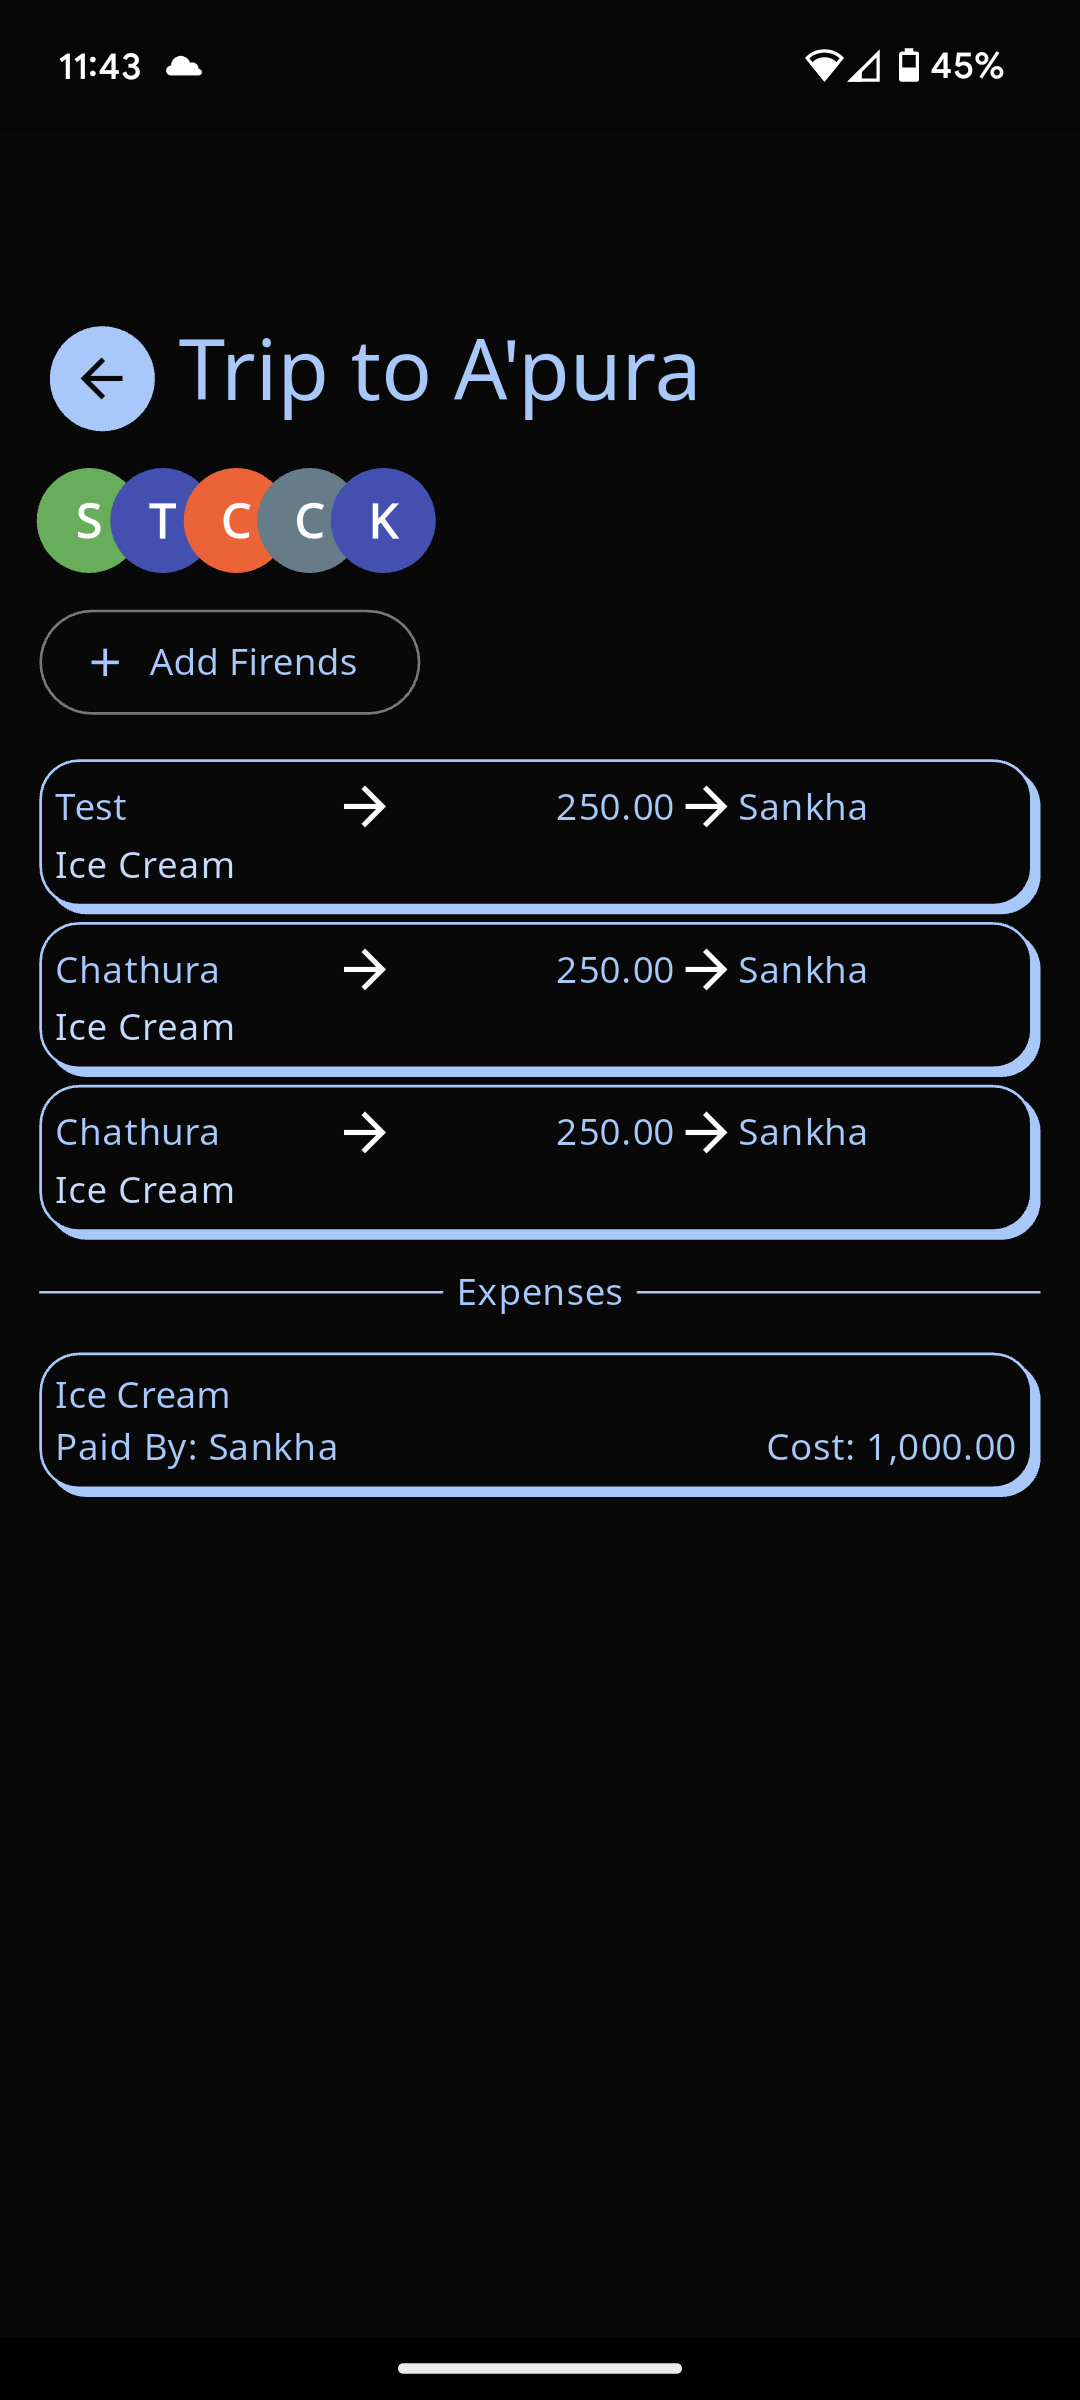 11:43 45%
Trip to A'pura
S T C C K
+ Add Firends
Test → 250.00 → Sankha
Ice Cream
Chathura → 250.00 → Sankha
Ice Cream
Chathura → 250.00 → Sankha
Ice Cream
Expenses
Ice Cream
Paid By: Sankha Cost: 1,000.00